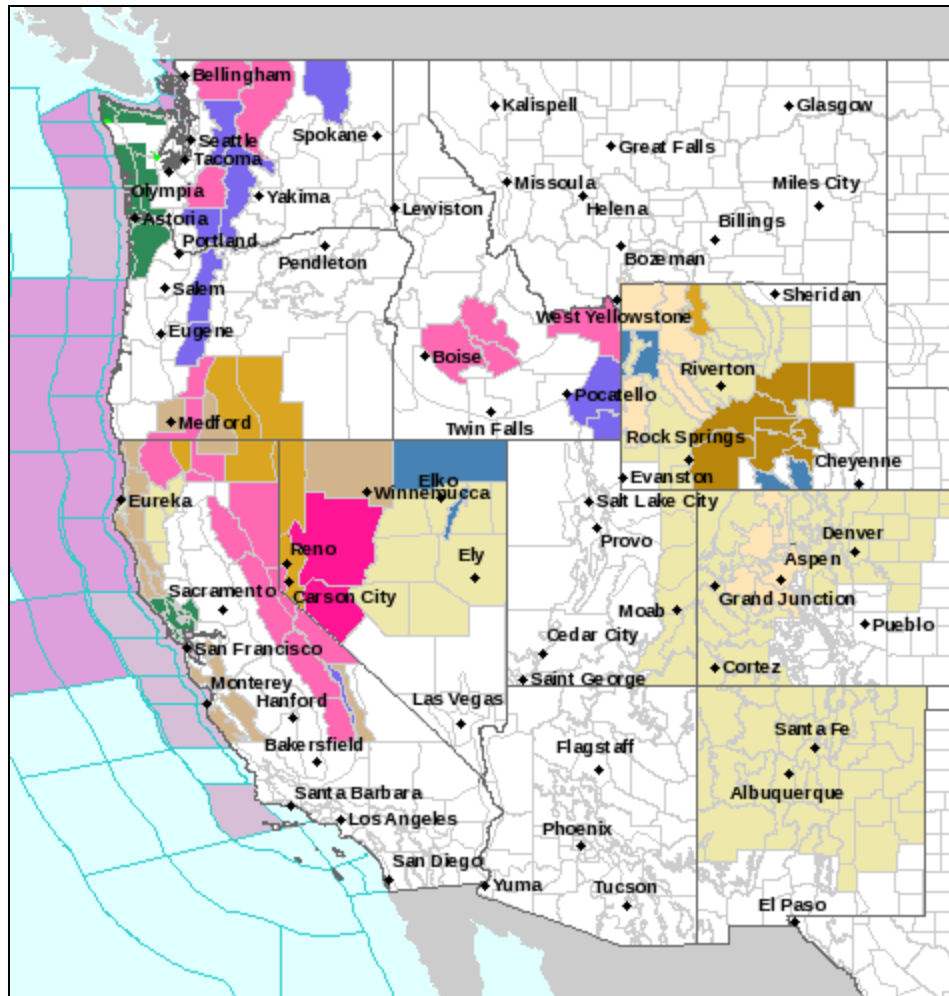 Bellingham
Kalispell
Glasgow
Seattle
Spokane
Great Falls
Tacoma
Missoula
Miles City
Olympia
Yakima
Helena
Lewiston
Astoria
Billings
Portland
Pendleton
Bozeman
Salem
Sheridan
West Yellowstone
Eugene
Boise
Riverton
Pocatello
Medford
Twin Falls
Rock Springs
Cheyenne
Elko
Evanston
Winnemucca
Eureka
Salt Lake City
Provo
Denver
Reno
Ely
Aspen
Sacramento
Carson City
Grand Junction
Moab
Pueblo
Cedar City
San Francisco
Cortez
Saint George
Monterey
Hanford
Las Vegas
Santa Fe
Bakersfield
Flagstaff
Albuquerque
Santa Barbara
Los Angeles
Phoenix
San Diego
Yuma
Tucson
El Paso